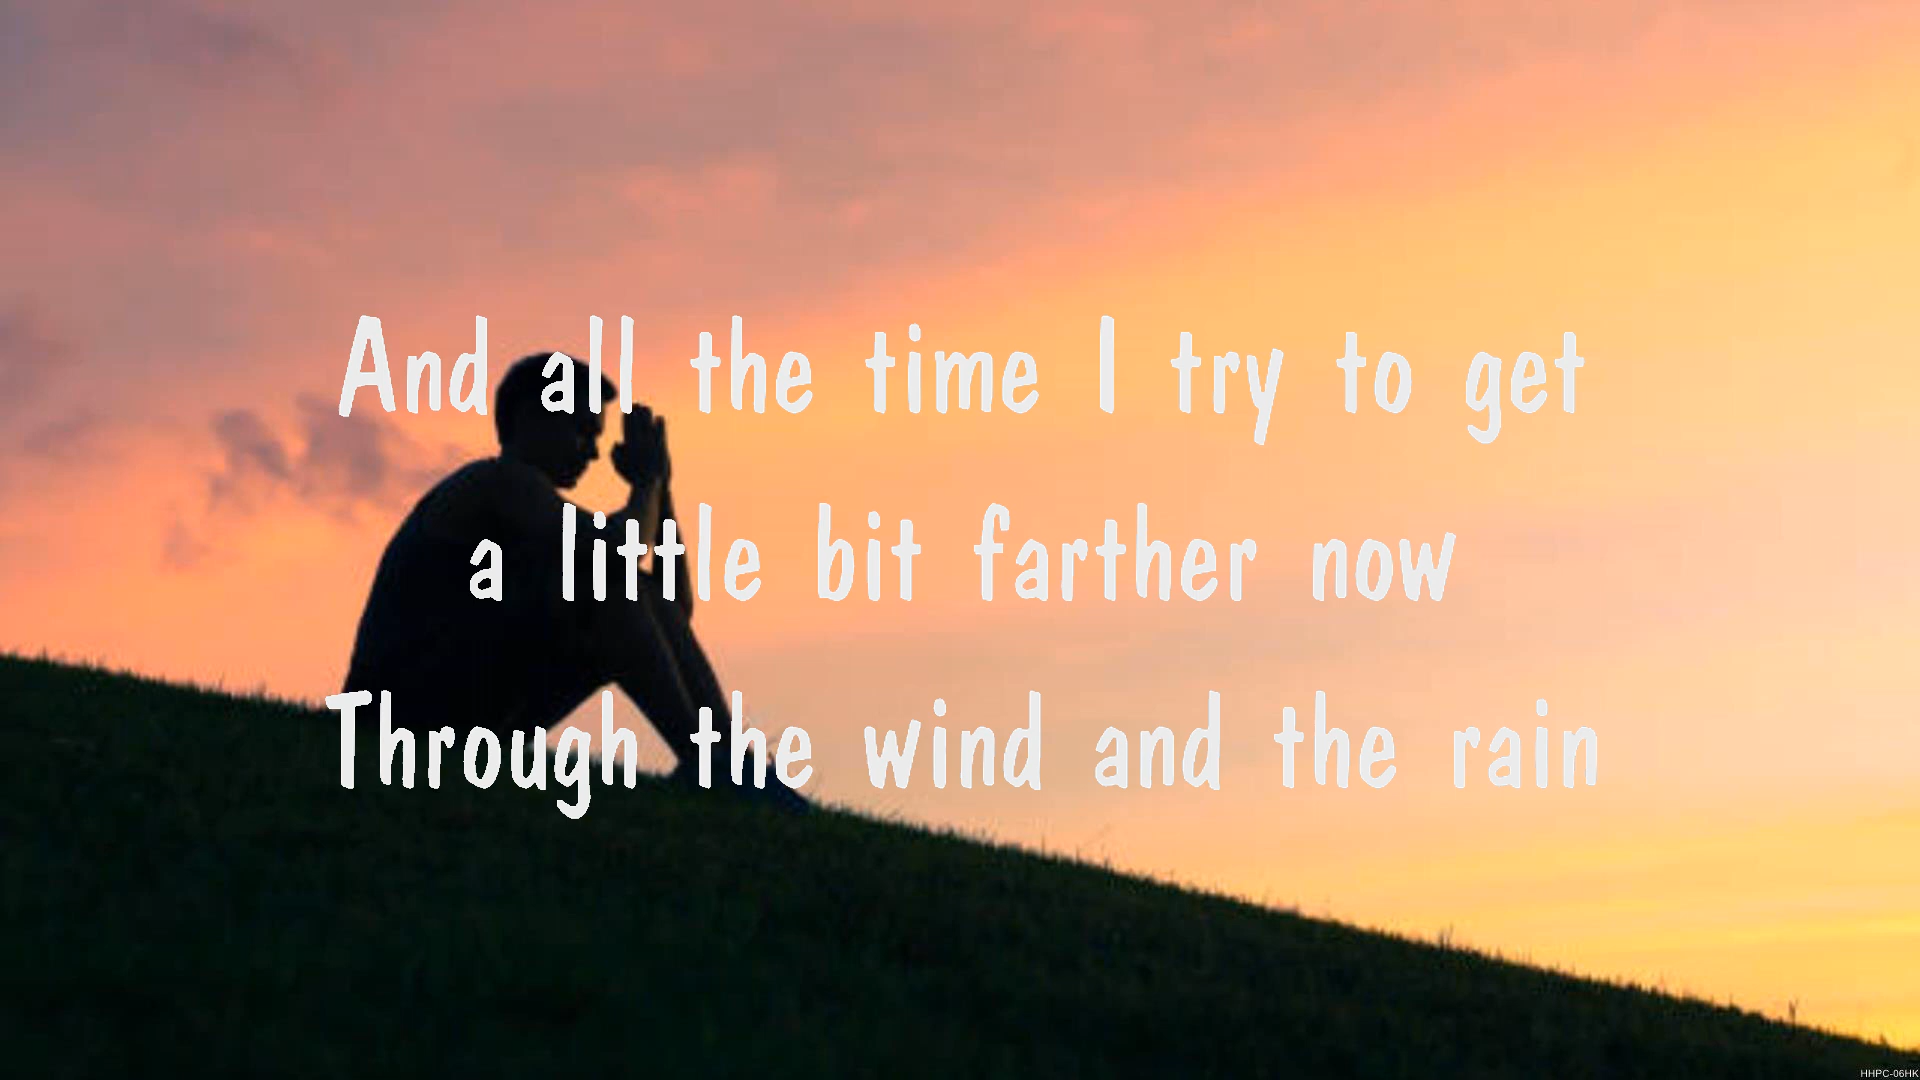 And all the time I try to get
a little bit farther now
Through the wind and the rain
HHPC-06HK